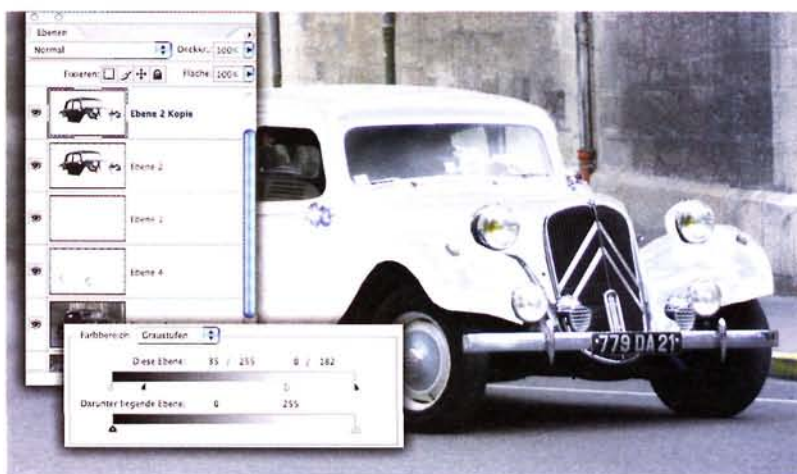 Ebenen
Normal Deckkr.: 100%
Fixieren: Fläche: 100%
Ebene 2 Kopie
Ebene 2
Ebene 4
Farbbereich: Graustufen
Diese Ebene: / 255 0 / 182
Darunter liegende Ebene: 0 255
779 DA 21